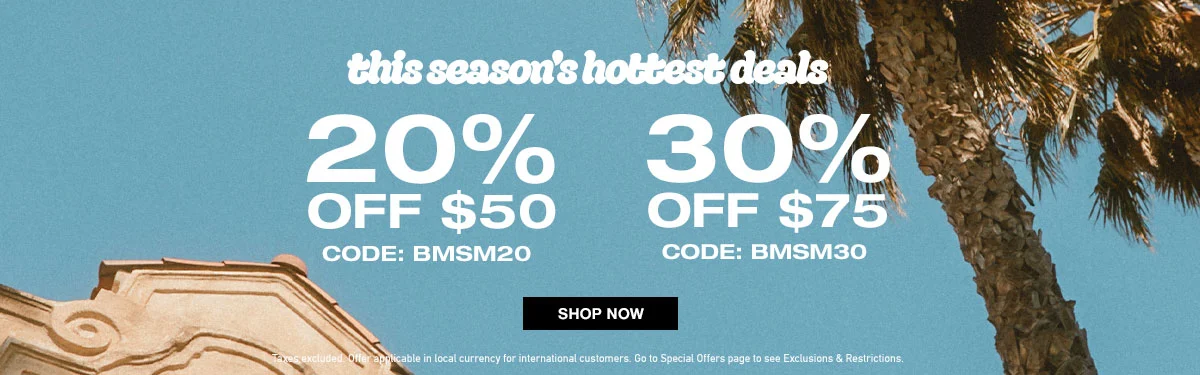 this season's hottest deals
20%
OFF $50
CODE: BMSM20
30%
OFF $75
CODE: BMSM30
SHOP NOW
Taxes excluded. Offer applicable in local currency for international customers. Go to Special Offers page to see Exclusions & Restrictions.